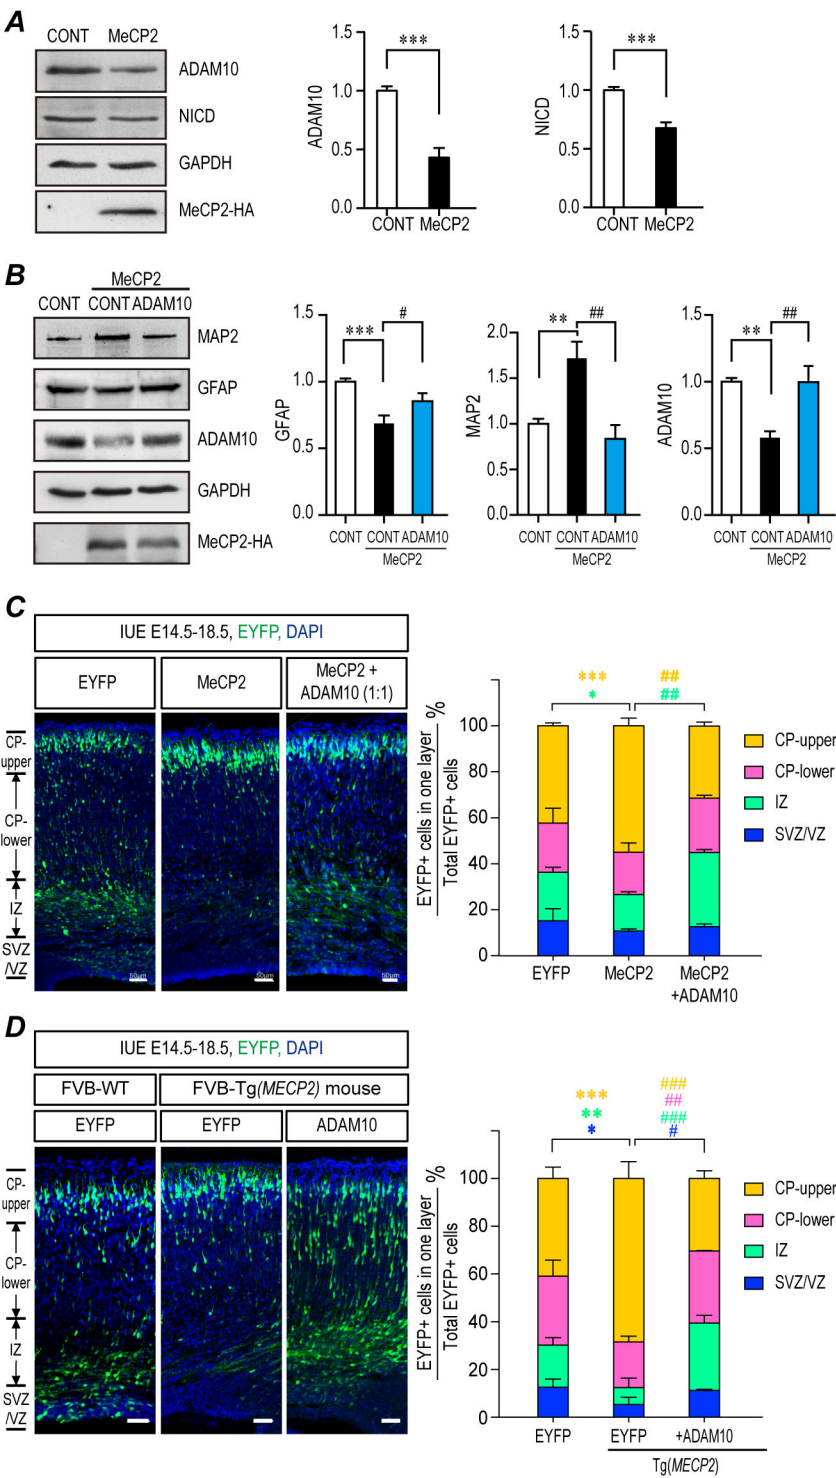 A
CONT MeCP2
ADAM10
NICD
GAPDH
MeCP2-HA
ADAM10
1.5
1.0
0.5
0.0
***
CONT MeCP2
NICD
1.5
1.0
0.5
0.0
***
CONT MeCP2
B
MeCP2
CONT CONT ADAM10
MAP2
GFAP
ADAM10
GAPDH
MeCP2-HA
GFAP
1.5
1.0
0.5
0.0
*** #
CONT CONT ADAM10
MeCP2
MAP2
2.0
1.5
1.0
0.5
0.0
** ##
CONT CONT ADAM10
MeCP2
ADAM10
1.5
1.0
0.5
0.0
** ##
CONT CONT ADAM10
MeCP2
C
IUE E14.5-18.5, EYFP, DAPI
EYFP
MeCP2
MeCP2 +
ADAM10 (1:1)
CP-
upper
CP-
lower
IZ
SVZ
/VZ
50μm 50μm 50μm
EYFP+ cells in one layer
Total EYFP+ cells
%
100
80
60
40
20
0
*** ##
* ##
EYFP MeCP2 MeCP2
+ADAM10
CP-upper
CP-lower
IZ
SVZ/VZ
D
IUE E14.5-18.5, EYFP, DAPI
FVB-WT FVB-Tg(MECP2) mouse
EYFP EYFP ADAM10
CP-
upper
CP-
lower
IZ
SVZ
/VZ
EYFP+ cells in one layer
Total EYFP+ cells
%
100
80
60
40
20
0
***
**
*
###
##
###
#
EYFP EYFP +ADAM10
Tg(MECP2)
CP-upper
CP-lower
IZ
SVZ/VZ